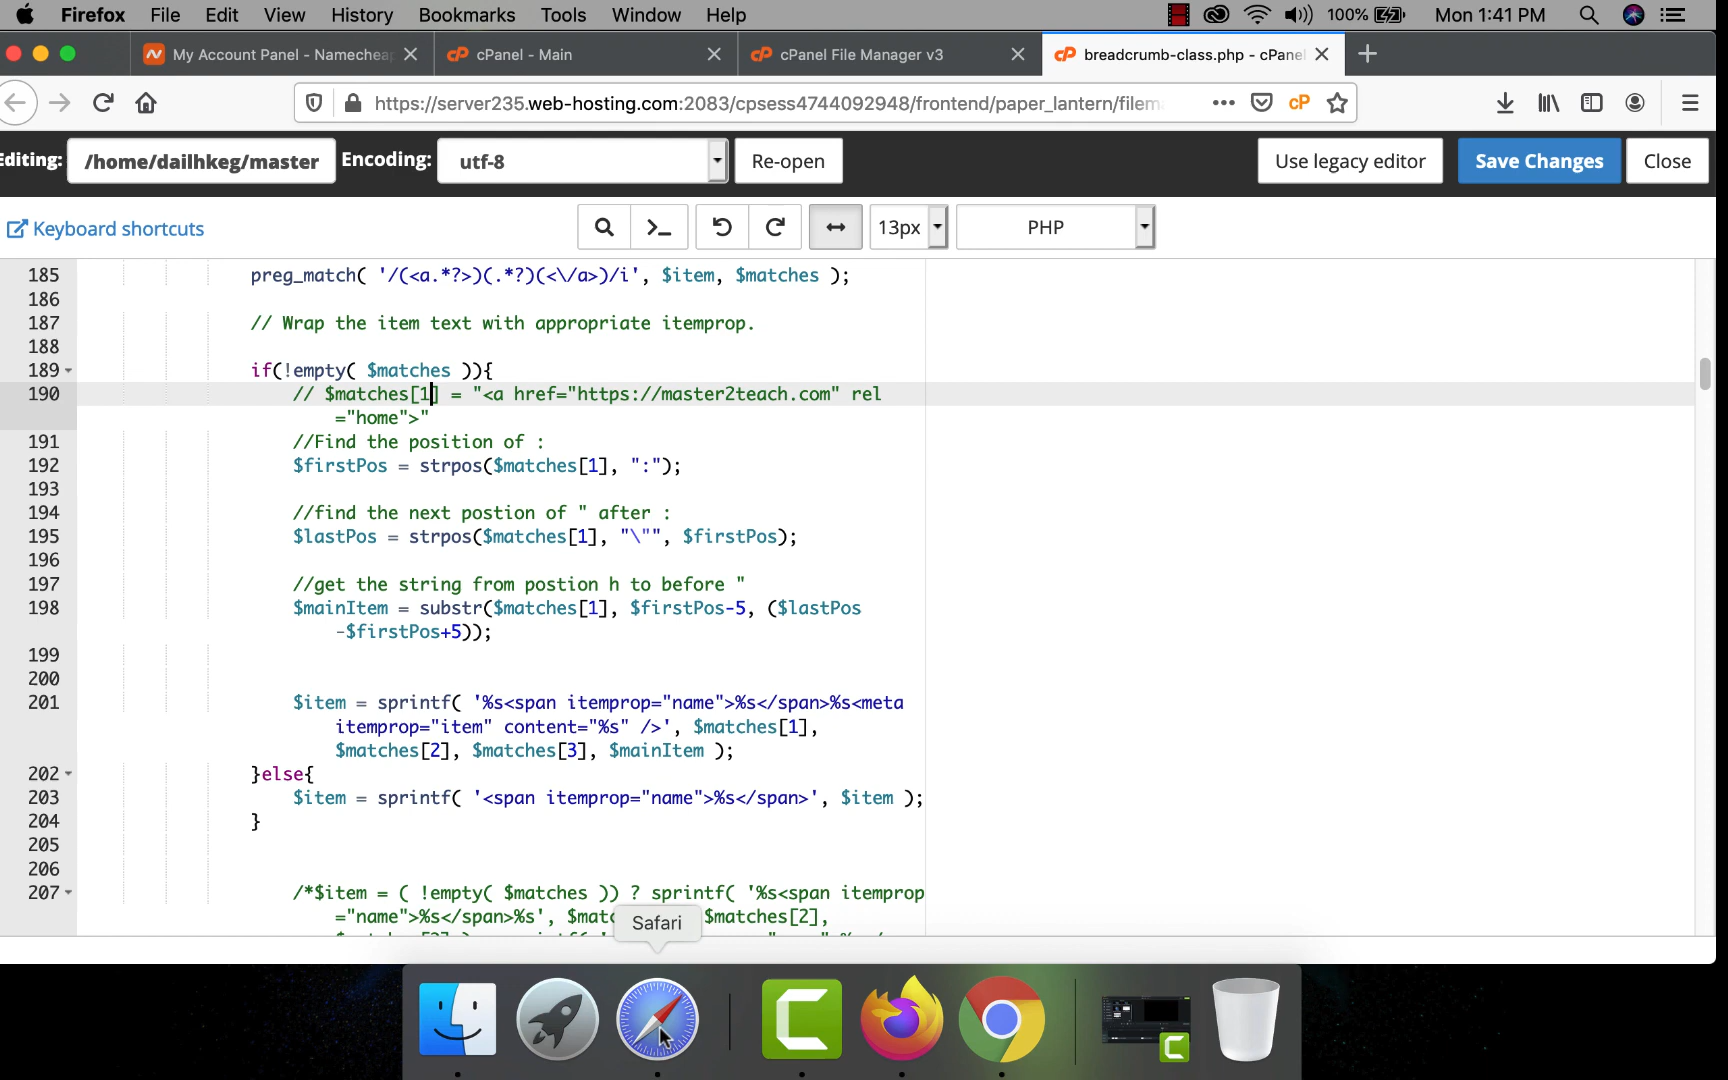 Firefox File Edit View History Bookmarks Tools Window Help 100% Mon 1:41 PM
My Account Panel - Namecheap cPanel - Main cPanel File Manager v3 breadcrumb-class.php - cPanel
https://server235.web-hosting.com:2083/cpsess4744092948/frontend/paper_lantern/filema
Editing: /home/dailhkeg/master Encoding: utf-8 Re-open Use legacy editor Save Changes Close
Keyboard shortcuts 13px PHP
185 preg_match( '/(<a.*?>)(.*?)(<\/a>)/i', $item, $matches );
186
187 // Wrap the item text with appropriate itemprop.
188
189 if(!empty( $matches )){
190 // $matches[1] = "<a href="https://master2teach.com" rel
="home">"
191 //Find the position of :
192 $firstPos = strpos($matches[1], ":");
193
194 //find the next postion of " after :
195 $lastPos = strpos($matches[1], "\"", $firstPos);
196
197 //get the string from postion h to before "
198 $mainItem = substr($matches[1], $firstPos-5, ($lastPos
-$firstPos+5));
199
200
201 $item = sprintf( '%s<span itemprop="name">%s</span>%s<meta
itemprop="item" content="%s" />', $matches[1],
$matches[2], $matches[3], $mainItem );
202 }else{
203 $item = sprintf( '<span itemprop="name">%s</span>', $item );
204 }
205
206
207 /*$item = ( !empty( $matches )) ? sprintf( '%s<span itemprop
="name">%s</span>%s', $matches[2],
Safari